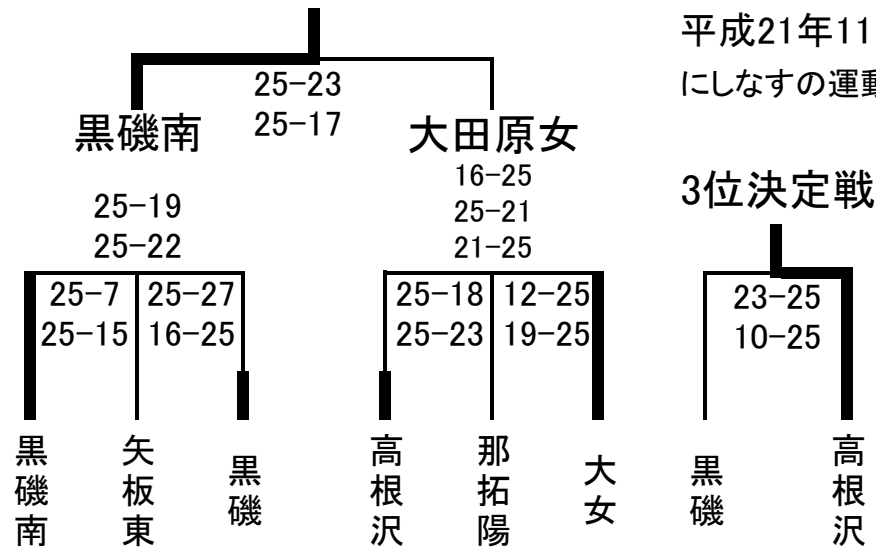 平成21年11
にしなすの運動
25-23
25-17
黒磯南
大田原女
16-25
25-21
21-25
25-19
25-22
3位決定戦
25-7 25-27
25-15 16-25
25-18 12-25
25-23 19-25
23-25
10-25
黒磯南
矢板東
黒磯
高根沢
那拓陽
大女
黒磯
高根沢